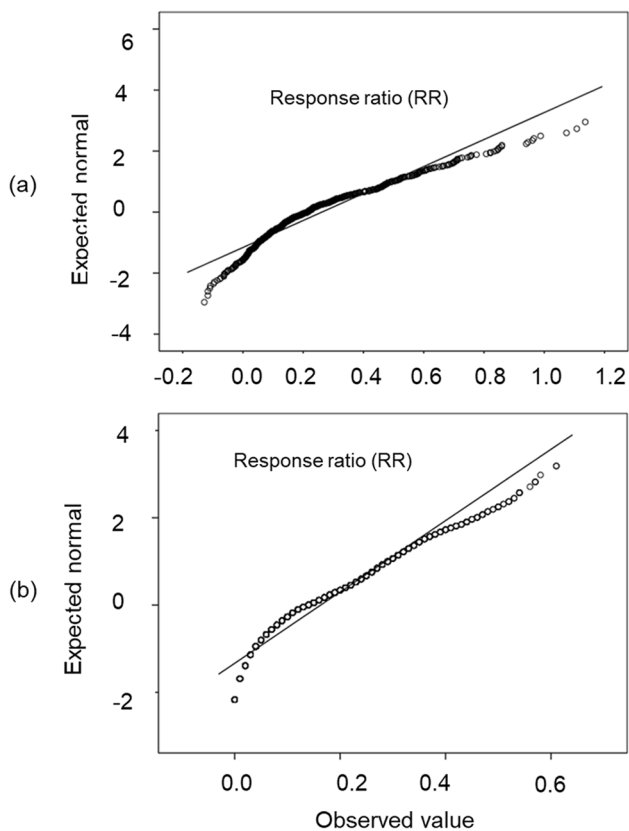 6
4
Response ratio (RR)
2
(a)
Expected normal
0
-2
-4
-0.2 0.0 0.2 0.4 0.6 0.8 1.0 1.2
4
Response ratio (RR)
2
(b)
Expected normal
0
-2
0.0 0.2 0.4 0.6
Observed value